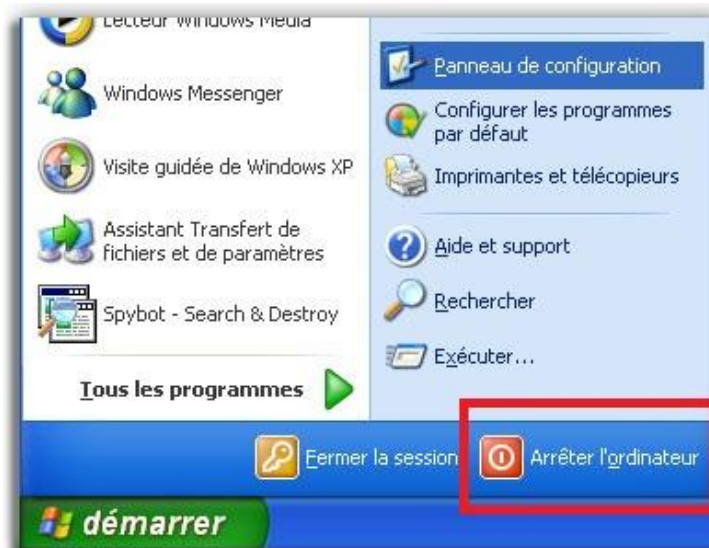 Lecteur Windows Media
Windows Messenger
Visite guidée de Windows XP
Assistant Transfert de
fichiers et de paramètres
Spybot - Search & Destroy
Tous les programmes
Panneau de configuration
Configurer les programmes
par défaut
Imprimantes et télécopieurs
Aide et support
Rechercher
Exécuter...
Fermer la session
Arrêter l'ordinateur
démarrer